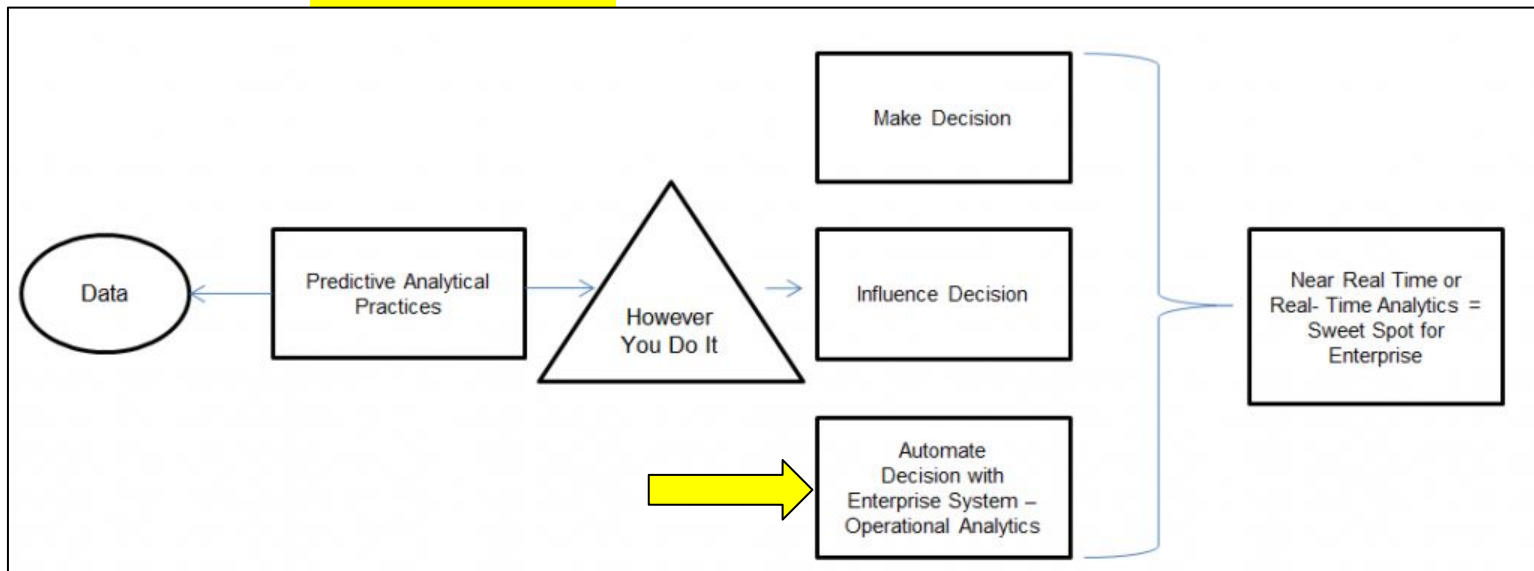 Data
Predictive Analytical
Practices
However
You Do It
Make Decision
Influence Decision
Automate
Decision with
Enterprise System –
Operational Analytics
Near Real Time or
Real- Time Analytics =
Sweet Spot for
Enterprise